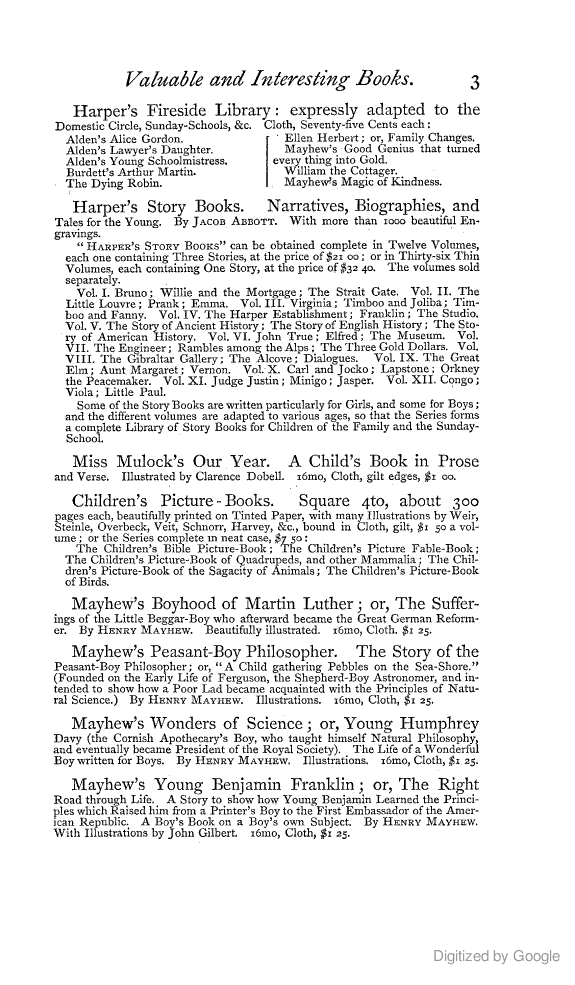 Valuable and Interesting Books. 3
Harper's Fireside Library: expressly adapted to the
Domestic Circle, Sunday-Schools, &c. Cloth, Seventy-five Cents each:
Alden's Alice Gordon.
Alden's Lawyer's Daughter.
Alden's Young Schoolmistress.
Burdett's Arthur Martin.
The Dying Robin.
Ellen Herbert; or, Family Changes.
Mayhew's Good Genius that turned
every thing into Gold.
William the Cottager.
Mayhew's Magic of Kindness.
Harper's Story Books. Narratives, Biographies, and
Tales for the Young. By JACOB ABBOTT. With more than 1000 beautiful En-
gravings.
"HARPER'S STORY BOOKS" can be obtained complete in Twelve Volumes,
each one containing Three Stories, at the price of $21 00; or in Thirty-six Thin
Volumes, each containing One Story, at the price of $32 40. The volumes sold
separately.
Vol. I. Bruno; Willie and the Mortgage; The Strait Gate. Vol. II. The
Little Louvre; Prank; Emma. Vol. III. Virginia; Timboo and Joliba; Tim-
boo and Fanny. Vol. IV. The Harper Establishment; Franklin; The Studio.
Vol. V. The Story of Ancient History; The Story of English History; The Sto-
ry of American History. Vol. VI. John True; Elfred; The Museum. Vol.
VII. The Engineer; Rambles among the Alps; The Three Gold Dollars. Vol.
VIII. The Gibraltar Gallery; The Alcove; Dialogues. Vol. IX. The Great
Elm; Aunt Margaret; Vernon. Vol. X. Carl and Jocko; Lapstone; Orkney
the Peacemaker. Vol. XI. Judge Justin; Minigo; Jasper. Vol. XII. Congo;
Viola; Little Paul.
Some of the Story Books are written particularly for Girls, and some for Boys;
and the different volumes are adapted to various ages, so that the Series forms
a complete Library of Story Books for Children of the Family and the Sunday-
School.
Miss Mulock's Our Year. A Child's Book in Prose
and Verse. Illustrated by Clarence Dobell. 16mo, Cloth, gilt edges, $1 00.
Children's Picture-Books. Square 4to, about 300
pages each, beautifully printed on Tinted Paper, with many Illustrations by Weir,
Steinle, Overbeck, Veit, Schnorr, Harvey, &c., bound in Cloth, gilt, $1 50 a vol-
ume; or the Series complete in neat case, $7 50:
The Children's Bible Picture-Book; The Children's Picture Fable-Book;
The Children's Picture-Book of Quadrupeds, and other Mammalia; The Chil-
dren's Picture-Book of the Sagacity of Animals; The Children's Picture-Book
of Birds.
Mayhew's Boyhood of Martin Luther; or, The Suffer-
ings of the Little Beggar-Boy who afterward became the Great German Reform-
er. By HENRY MAYHEW. Beautifully illustrated. 16mo, Cloth. $1 25.
Mayhew's Peasant-Boy Philosopher. The Story of the
Peasant-Boy Philosopher; or, "A Child gathering Pebbles on the Sea-Shore."
(Founded on the Early Life of Ferguson, the Shepherd-Boy Astronomer, and in-
tended to show how a Poor Lad became acquainted with the Principles of Natu-
ral Science.) By HENRY MAYHEW. Illustrations. 16mo, Cloth, $1 25.
Mayhew's Wonders of Science; or, Young Humphrey
Davy (the Cornish Apothecary's Boy, who taught himself Natural Philosophy,
and eventually became President of the Royal Society). The Life of a Wonderful
Boy written for Boys. By HENRY MAYHEW. Illustrations. 16mo, Cloth, $1 25.
Mayhew's Young Benjamin Franklin; or, The Right
Road through Life. A Story to show how Young Benjamin Learned the Princi-
ples which Raised him from a Printer's Boy to the First Embassador of the Amer-
ican Republic. A Boy's Book on a Boy's own Subject. By HENRY MAYHEW.
With Illustrations by John Gilbert. 16mo, Cloth, $1 25.
Digitized by Google